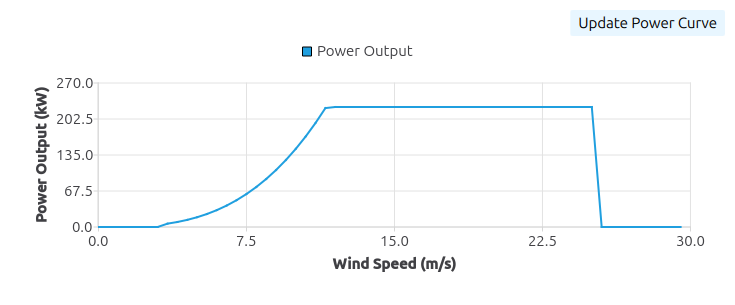 Update Power Curve
Power Output
270.0
202.5
135.0
67.5
0.0
Power Output (kW)
0.0 7.5 15.0 22.5 30.0
Wind Speed (m/s)